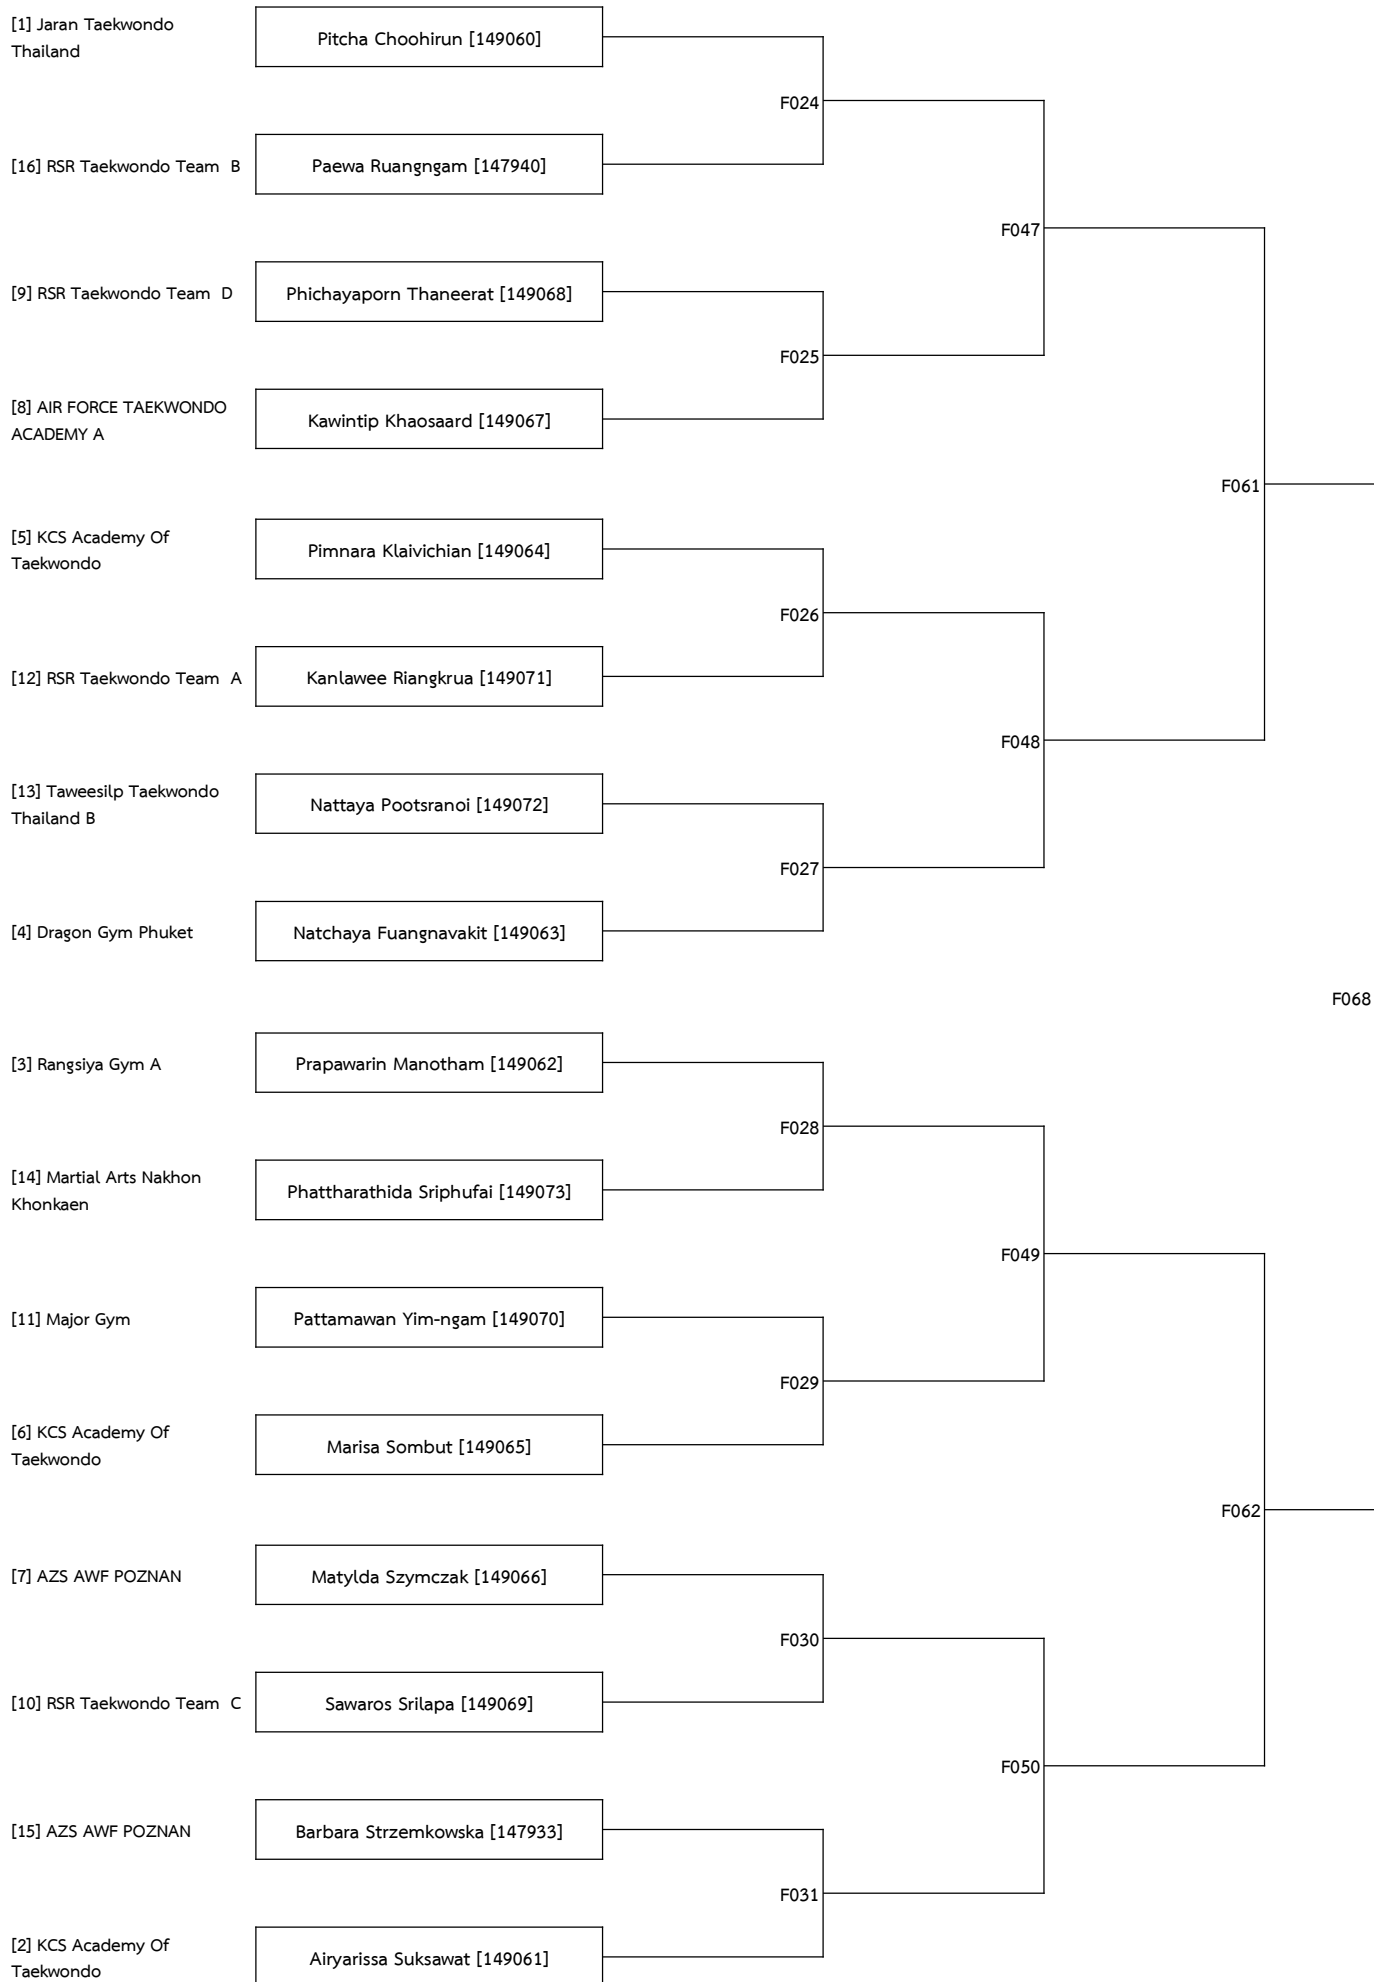 [1] Jaran Taekwondo
Thailand
Pitcha Choohirun [149060]
F024
[16] RSR Taekwondo Team  B
Paewa Ruangngam [147940]
F047
[9] RSR Taekwondo Team  D
Phichayaporn Thaneerat [149068]
F025
[8] AIR FORCE TAEKWONDO
ACADEMY A
Kawintip Khaosaard [149067]
F061
[5] KCS Academy Of
Taekwondo
Pimnara Klaivichian [149064]
F026
[12] RSR Taekwondo Team  A
Kanlawee Riangkrua [149071]
F048
[13] Taweesilp Taekwondo
Thailand B
Nattaya Pootsranoi [149072]
F027
[4] Dragon Gym Phuket
Natchaya Fuangnavakit [149063]
F068
[3] Rangsiya Gym A
Prapawarin Manotham [149062]
F028
[14] Martial Arts Nakhon
Khonkaen
Phattharathida Sriphufai [149073]
F049
[11] Major Gym
Pattamawan Yim-ngam [149070]
F029
[6] KCS Academy Of
Taekwondo
Marisa Sombut [149065]
F062
[7] AZS AWF POZNAN
Matylda Szymczak [149066]
F030
[10] RSR Taekwondo Team  C
Sawaros Srilapa [149069]
F050
[15] AZS AWF POZNAN
Barbara Strzemkowska [147933]
F031
[2] KCS Academy Of
Taekwondo
Airyarissa Suksawat [149061]